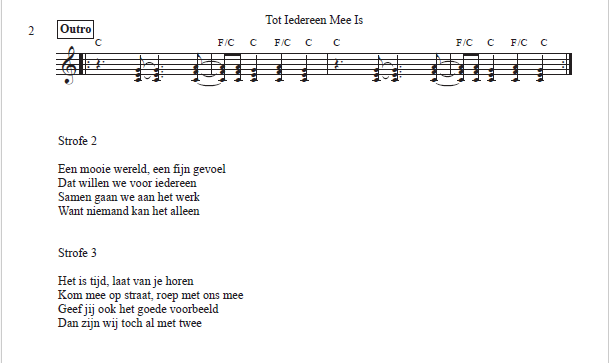 Tot Iedereen Mee Is
2
Outro
C F/C C F/C C C F/C C F/C C
Strofe 2
Een mooie wereld, een fijn gevoel
Dat willen we voor iedereen
Samen gaan we aan het werk
Want niemand kan het alleen
Strofe 3
Het is tijd, laat van je horen
Kom mee op straat, roep met ons mee
Geef jij ook het goede voorbeeld
Dan zijn wij toch al met twee